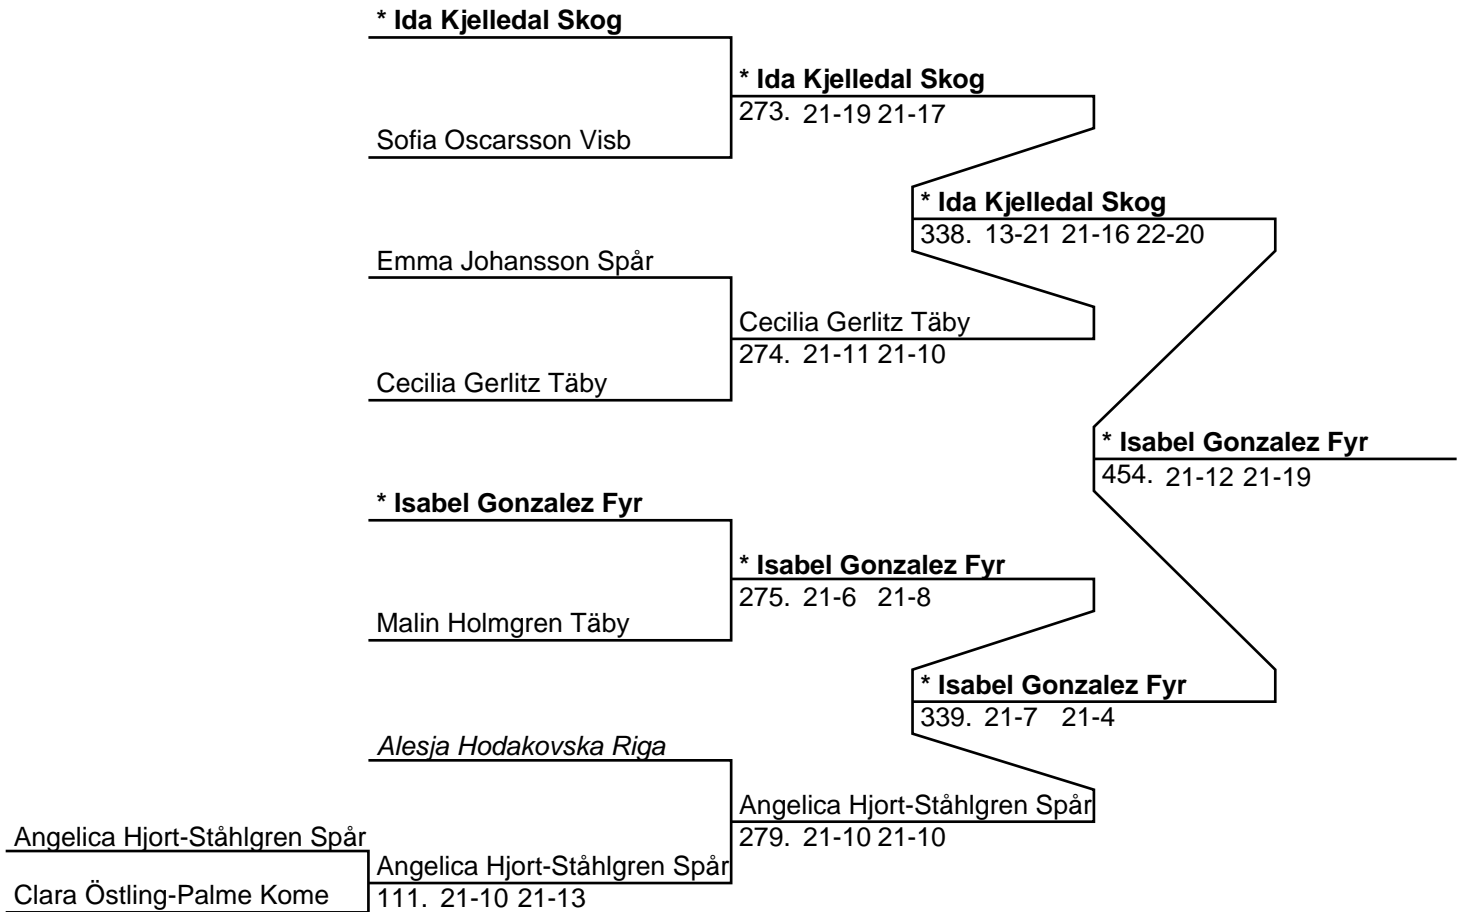 * Ida Kjelledal Skog
* Ida Kjelledal Skog
273. 21-19 21-17
Sofia Oscarsson Visb
* Ida Kjelledal Skog
338. 13-21 21-16 22-20
Emma Johansson Spår
Cecilia Gerlitz Täby
274. 21-11 21-10
Cecilia Gerlitz Täby
* Isabel Gonzalez Fyr
454. 21-12 21-19
* Isabel Gonzalez Fyr
* Isabel Gonzalez Fyr
275. 21-6 21-8
Malin Holmgren Täby
* Isabel Gonzalez Fyr
339. 21-7 21-4
Alesja Hodakovska Riga
Angelica Hjort-Ståhlgren Spår
279. 21-10 21-10
Angelica Hjort-Ståhlgren Spår
Angelica Hjort-Ståhlgren Spår
111. 21-10 21-13
Clara Östling-Palme Kome